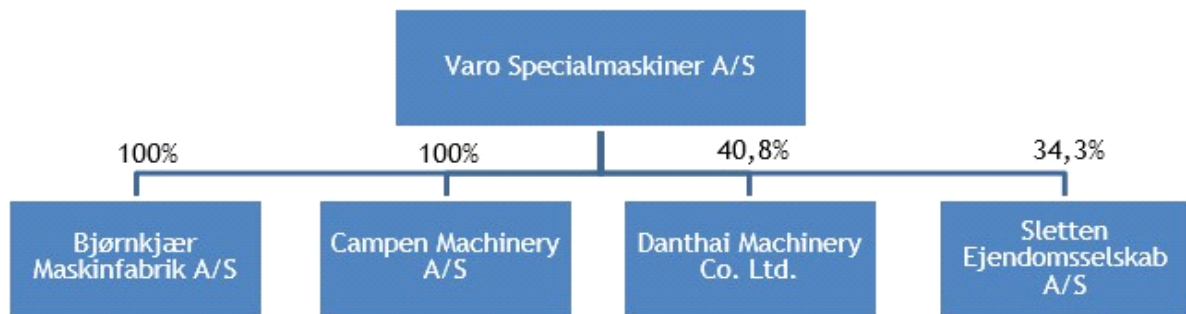 Varo Specialmaskiner A/S
100%
100%
40,8%
34,3%
Bjørnkjær
Maskinfabrik A/S
Campen Machinery
A/S
Danthai Machinery
Co. Ltd.
Sletten
Ejendomsselskab
A/S